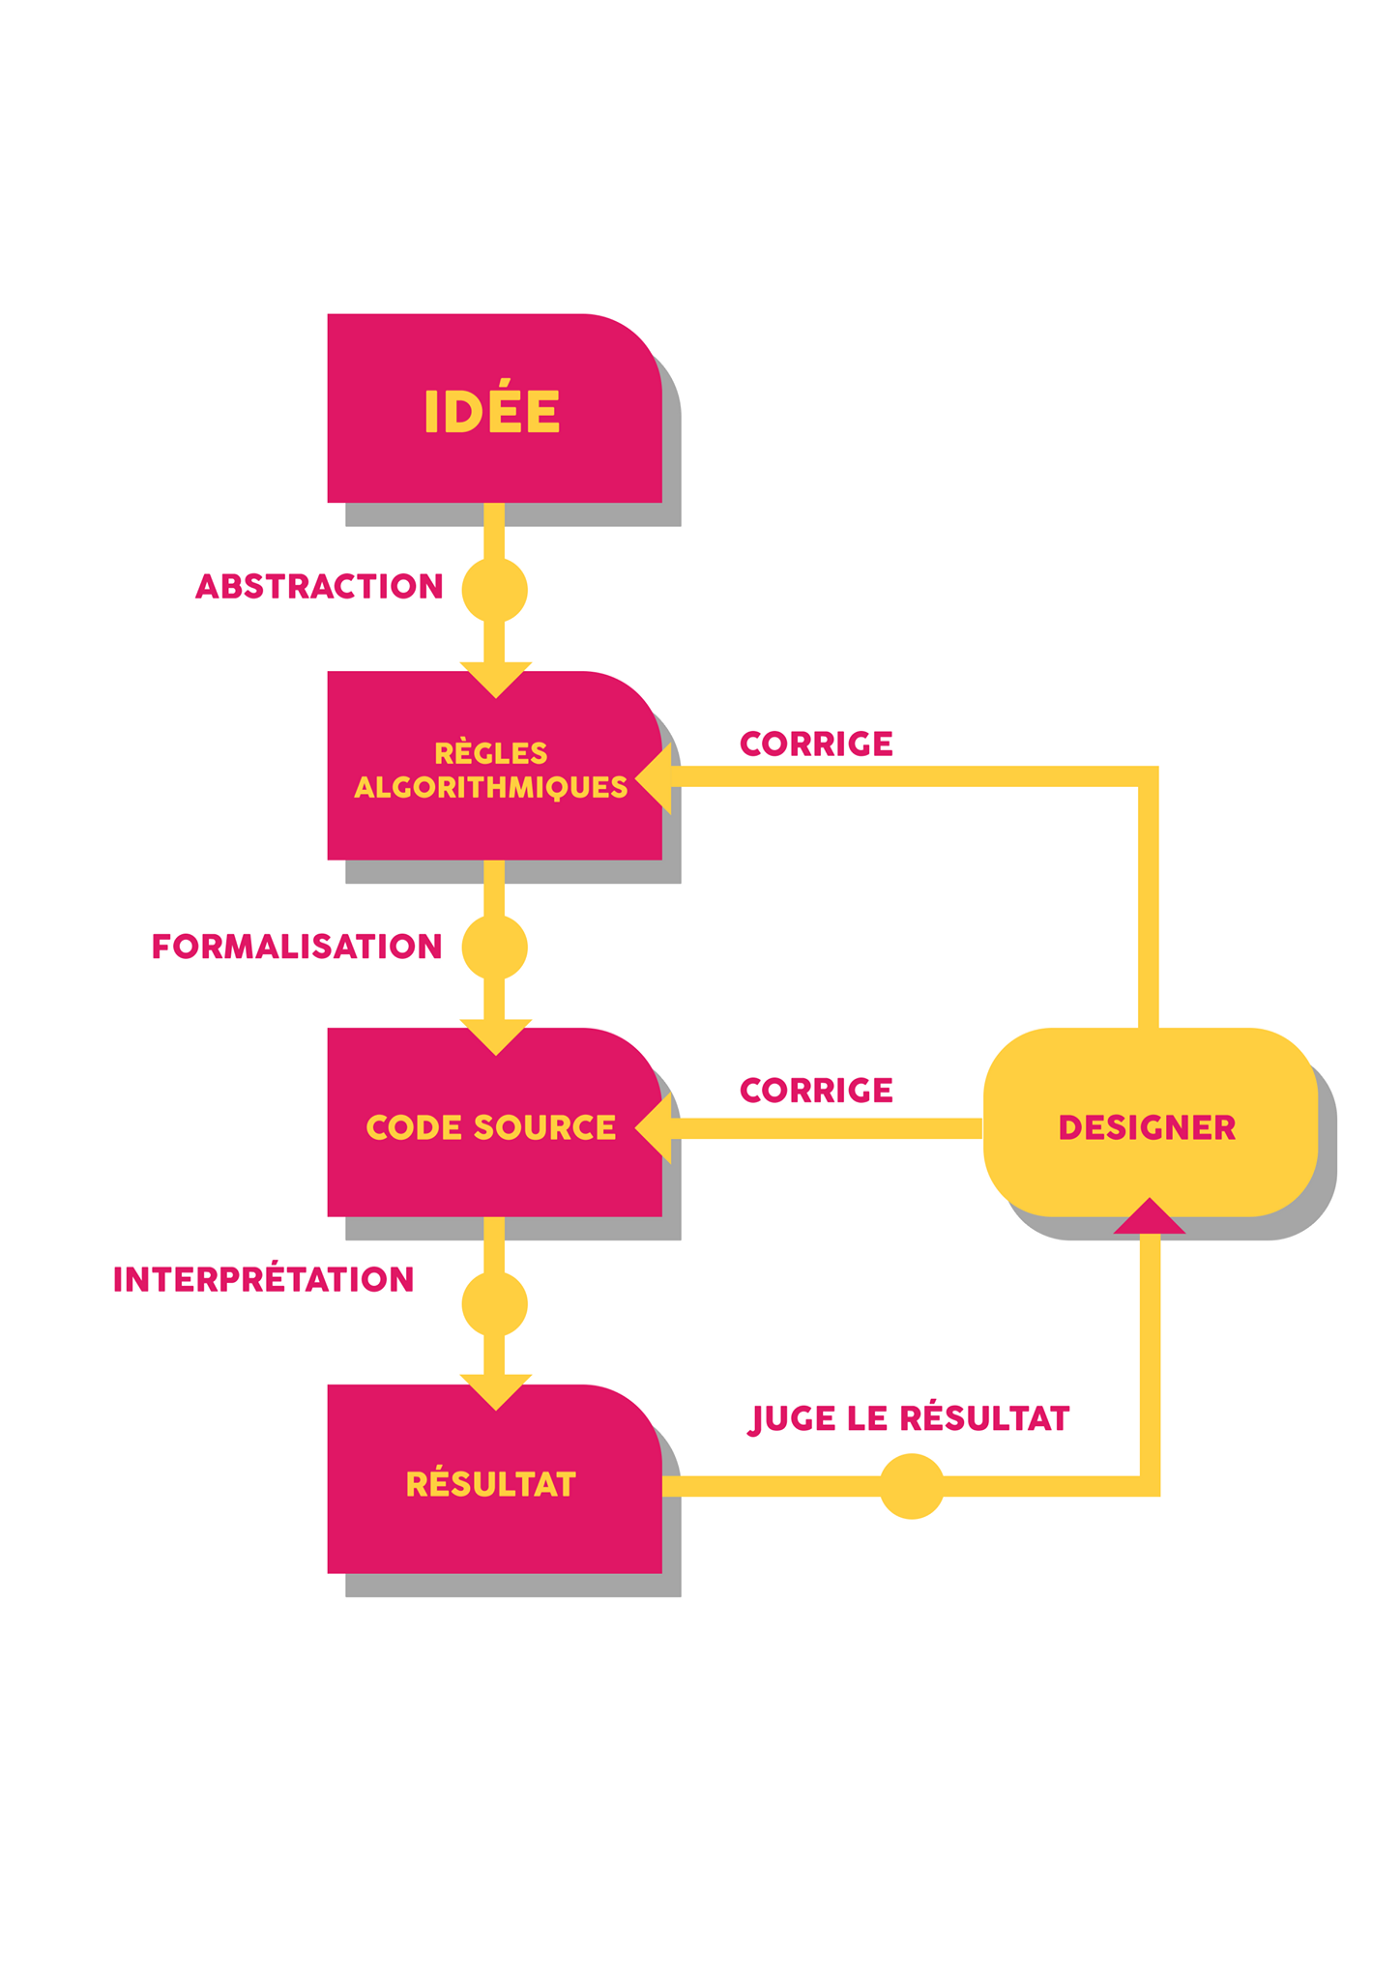 IDÉE
ABSTRACTION
RÈGLES
ALGORITHMIQUES
CORRIGE
FORMALISATION
CODE SOURCE
CORRIGE
DESIGNER
INTERPRÉTATION
JUGE LE RÉSULTAT
RÉSULTAT